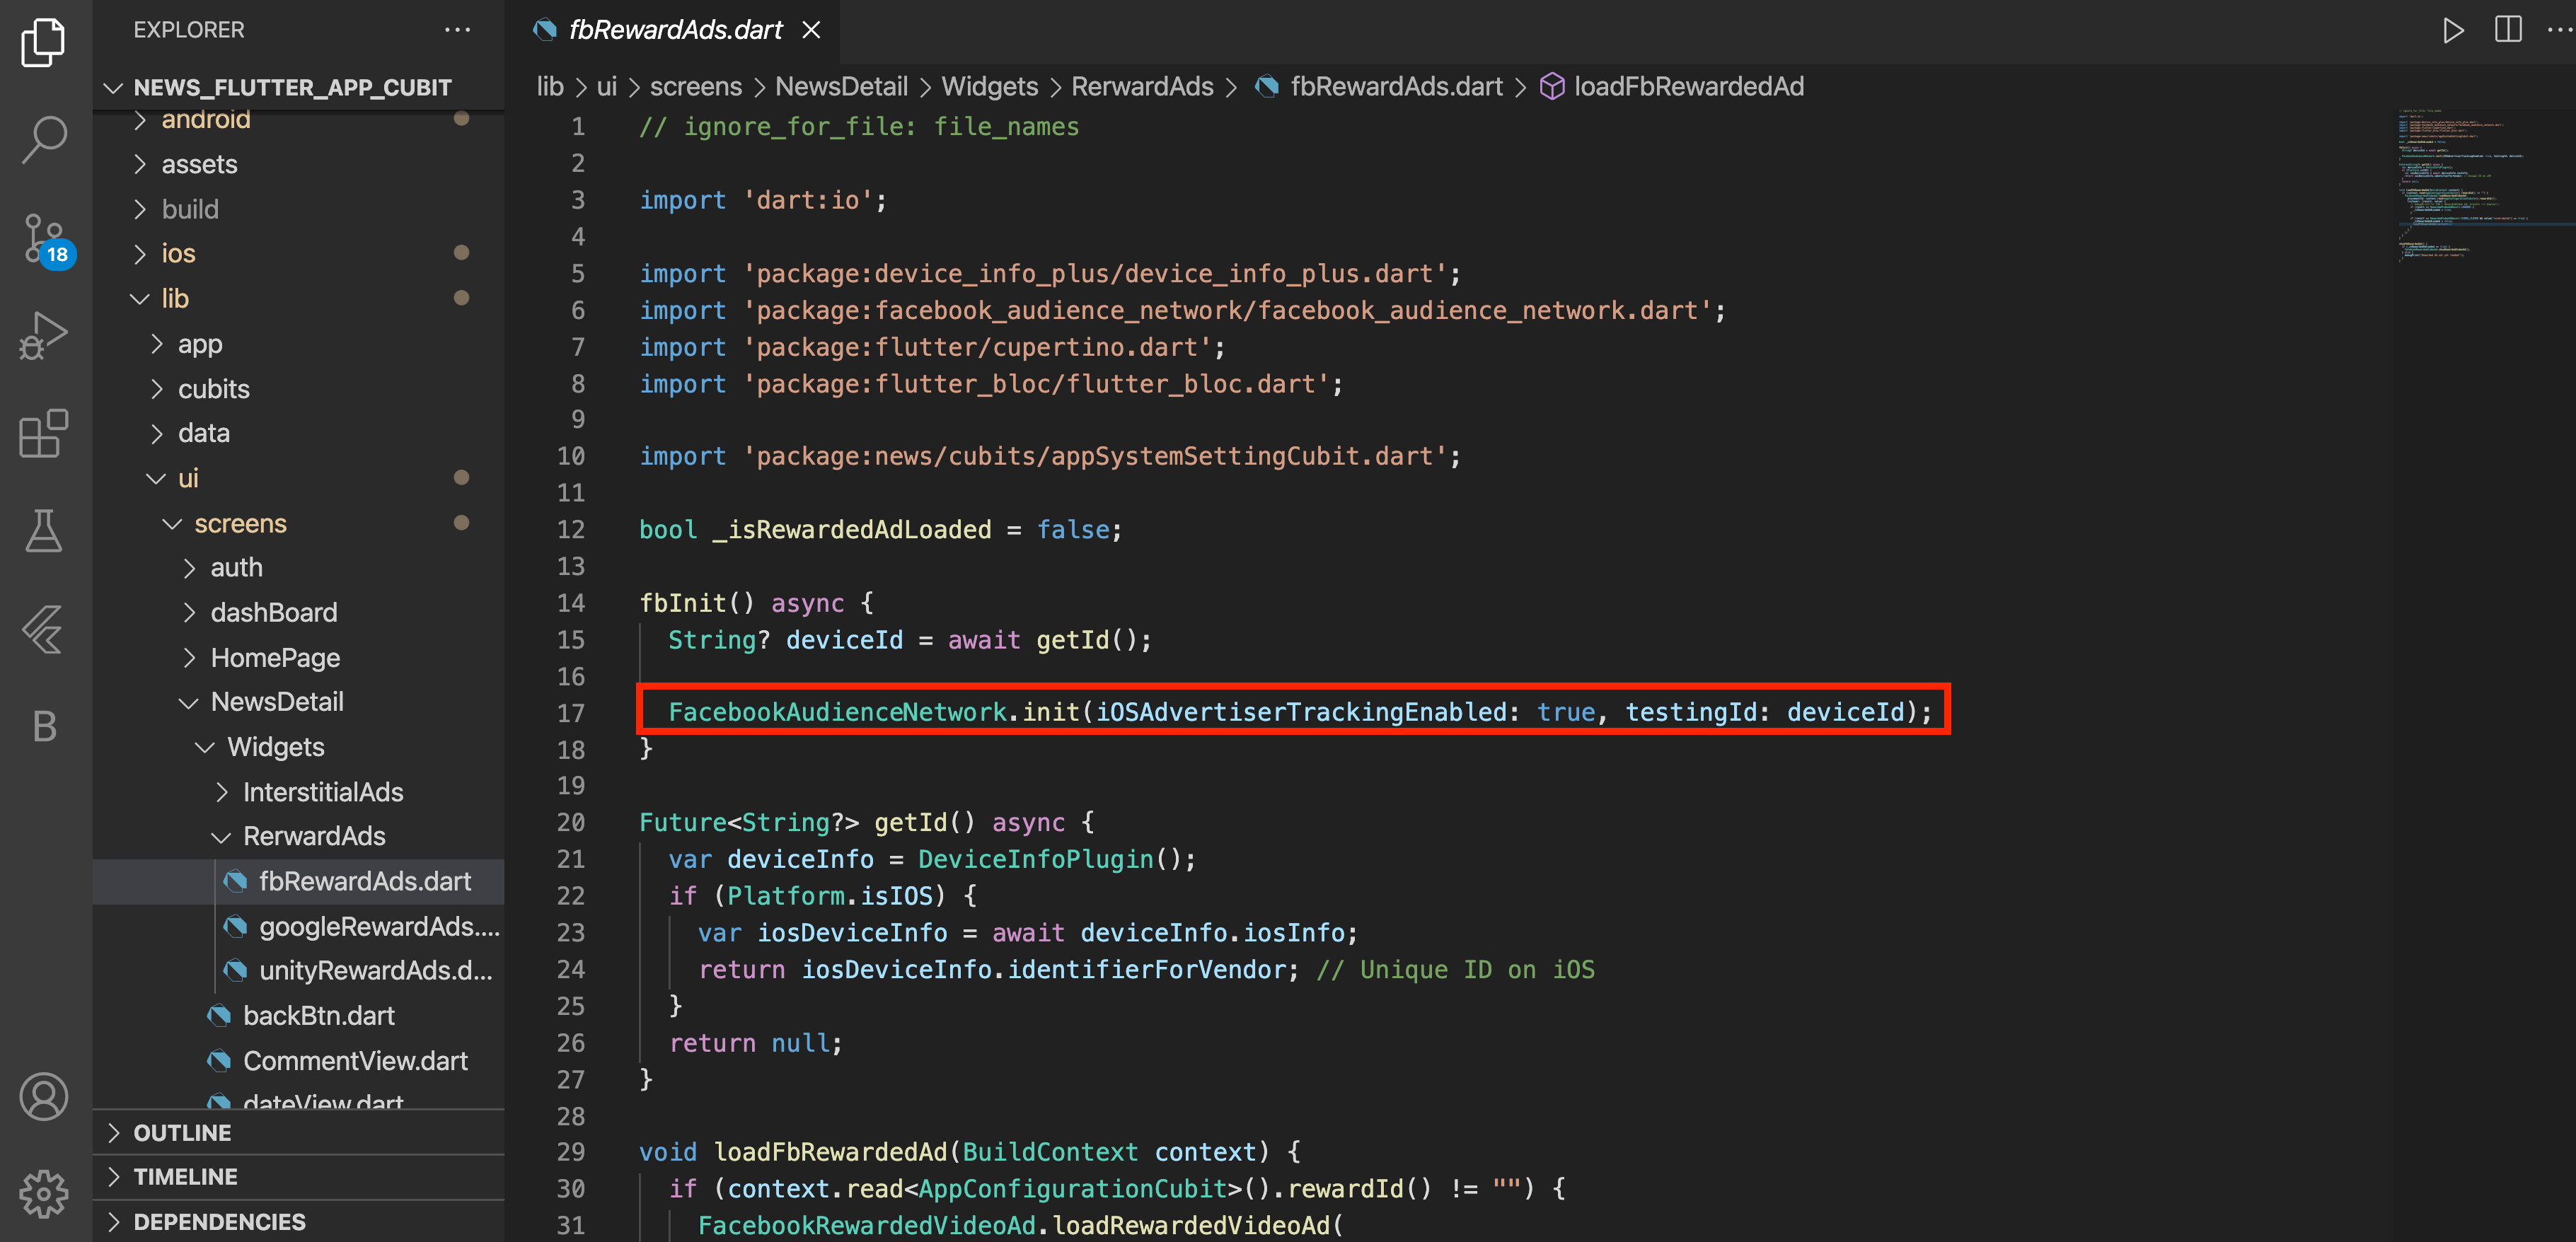 EXPLORER
NEWS_FLUTTER_APP_CUBIT
android
assets
build
ios
lib
app
cubits
data
ui
screens
auth
dashBoard
HomePage
NewsDetail
Widgets
InterstitialAds
RerwardAds
fbRewardAds.dart
googleRewardAds....
unityRewardAds.d...
backBtn.dart
CommentView.dart
dateView.dart
OUTLINE
TIMELINE
DEPENDENCIES
18
B
fbRewardAds.dart
lib > ui > screens > NewsDetail > Widgets > RerwardAds > fbRewardAds.dart > loadFbRewardedAd
1 // ignore_for_file: file_names
2
3 import 'dart:io';
4
5 import 'package:device_info_plus/device_info_plus.dart';
6 import 'package:facebook_audience_network/facebook_audience_network.dart';
7 import 'package:flutter/cupertino.dart';
8 import 'package:flutter_bloc/flutter_bloc.dart';
9
10 import 'package:news/cubits/appSystemSettingCubit.dart';
11
12 bool _isRewardedAdLoaded = false;
13
14 fbInit() async {
15 String? deviceId = await getId();
16
17 FacebookAudienceNetwork.init(iOSAdvertiserTrackingEnabled: true, testingId: deviceId);
18 }
19
20 Future<String?> getId() async {
21 var deviceInfo = DeviceInfoPlugin();
22 if (Platform.isIOS) {
23 var iosDeviceInfo = await deviceInfo.iosInfo;
24 return iosDeviceInfo.identifierForVendor; // Unique ID on iOS
25 }
26 return null;
27 }
28
29 void loadFbRewardedAd(BuildContext context) {
30 if (context.read<AppConfigurationCubit>().rewardId() != "") {
31 FacebookRewardedVideoAd.loadRewardedVideoAd(